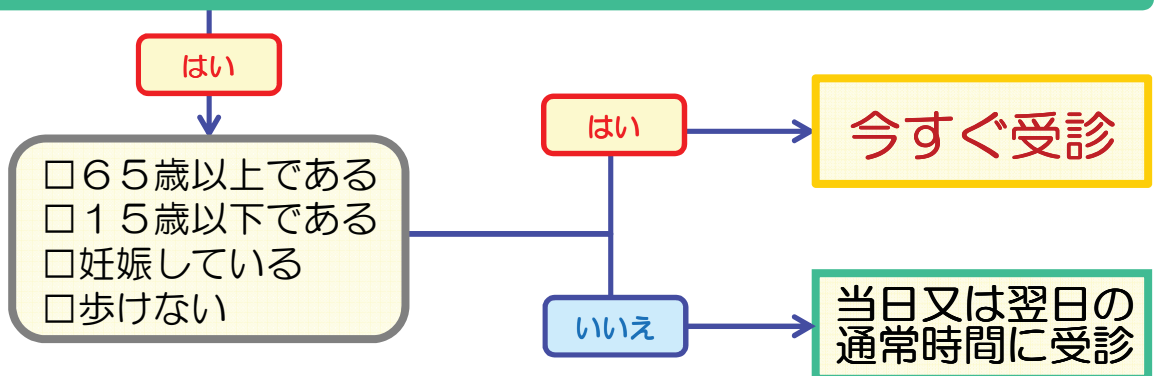 はい
□６５歳以上である
□１５歳以下である
□妊娠している
□歩けない
はい
今すぐ受診
いいえ
当日又は翌日の
通常時間に受診